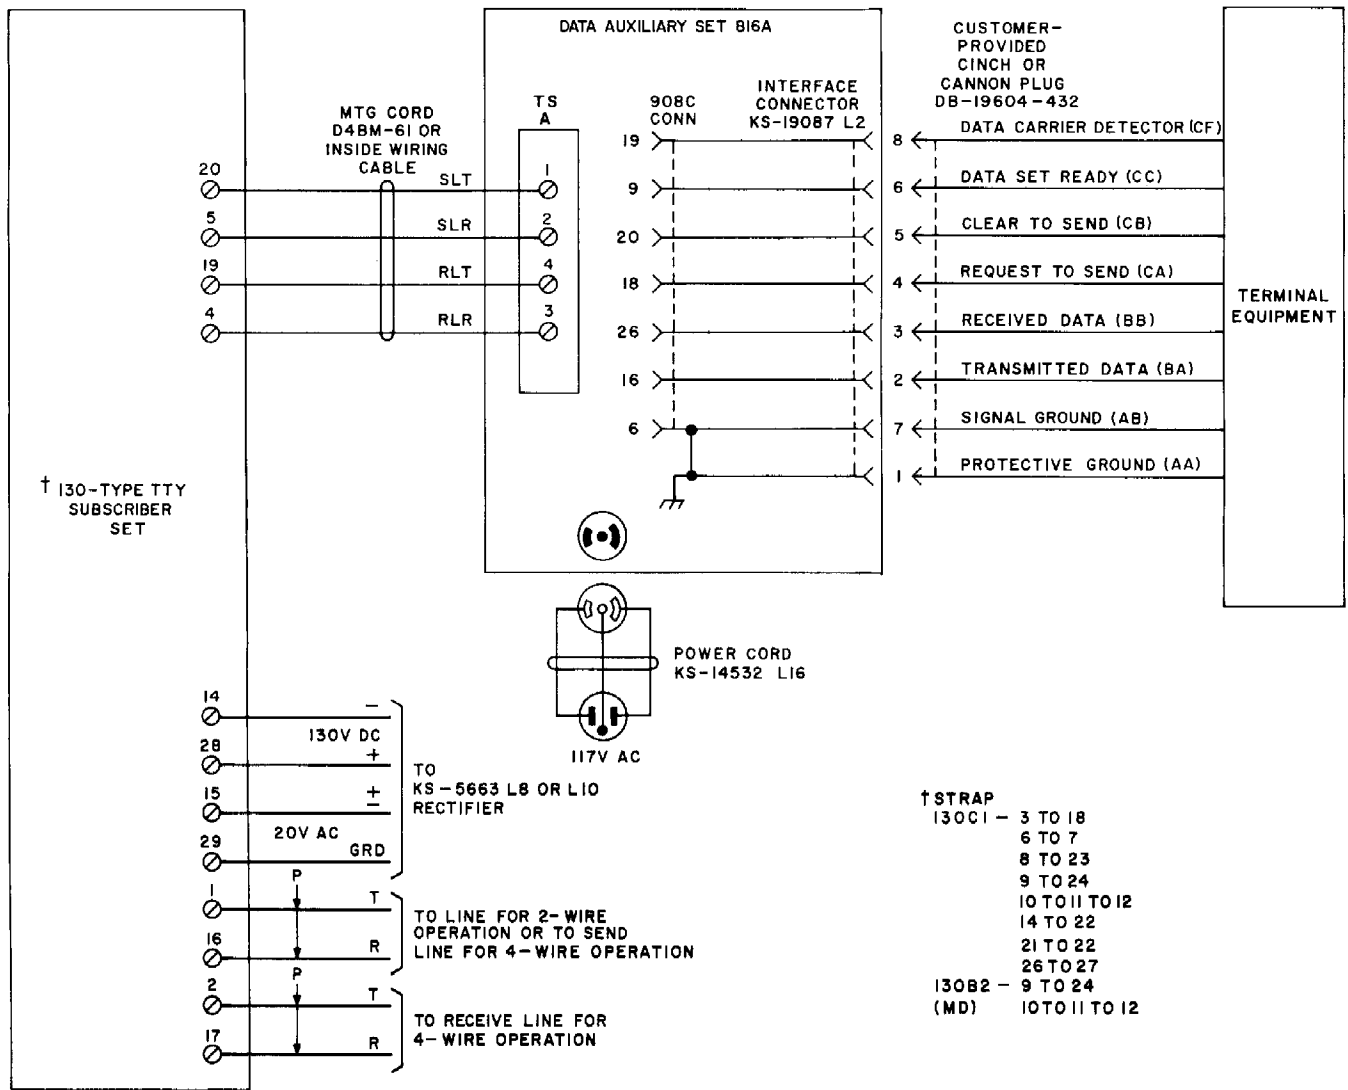 DATA AUXILIARY SET 816A
CUSTOMER-
PROVIDED
CINCH OR
CANNON PLUG
DB-19604-432
MTG CORD
D4BM-61 OR
INSIDE WIRING
CABLE
TS
A
908C
CONN
INTERFACE
CONNECTOR
KS-19087 L2
19 8 DATA CARRIER DETECTOR (CF)
20 SLT 1 9 6 DATA SET READY (CC)
5 SLR 2 20 5 CLEAR TO SEND (CB)
19 RLT 4 18 4 REQUEST TO SEND (CA)
4 RLR 3 26 3 RECEIVED DATA (BB)
16 2 TRANSMITTED DATA (BA)
6 7 SIGNAL GROUND (AB)
1 PROTECTIVE GROUND (AA)
TERMINAL
EQUIPMENT
† 130-TYPE TTY
SUBSCRIBER
SET
POWER CORD
KS-14532 L16
117V AC
14 −
130V DC
28 +
15 + −
20V AC
29 GRD
TO
KS-5663 L8 OR L10
RECTIFIER
P
1 T
16 R
TO LINE FOR 2-WIRE
OPERATION OR TO SEND
LINE FOR 4-WIRE OPERATION
P
2 T
17 R
TO RECEIVE LINE FOR
4-WIRE OPERATION
† STRAP
130C1 - 3 TO 18
6 TO 7
8 TO 23
9 TO 24
10 TO 11 TO 12
14 TO 22
21 TO 22
26 TO 27
130B2 - 9 TO 24
(MD) 10 TO 11 TO 12